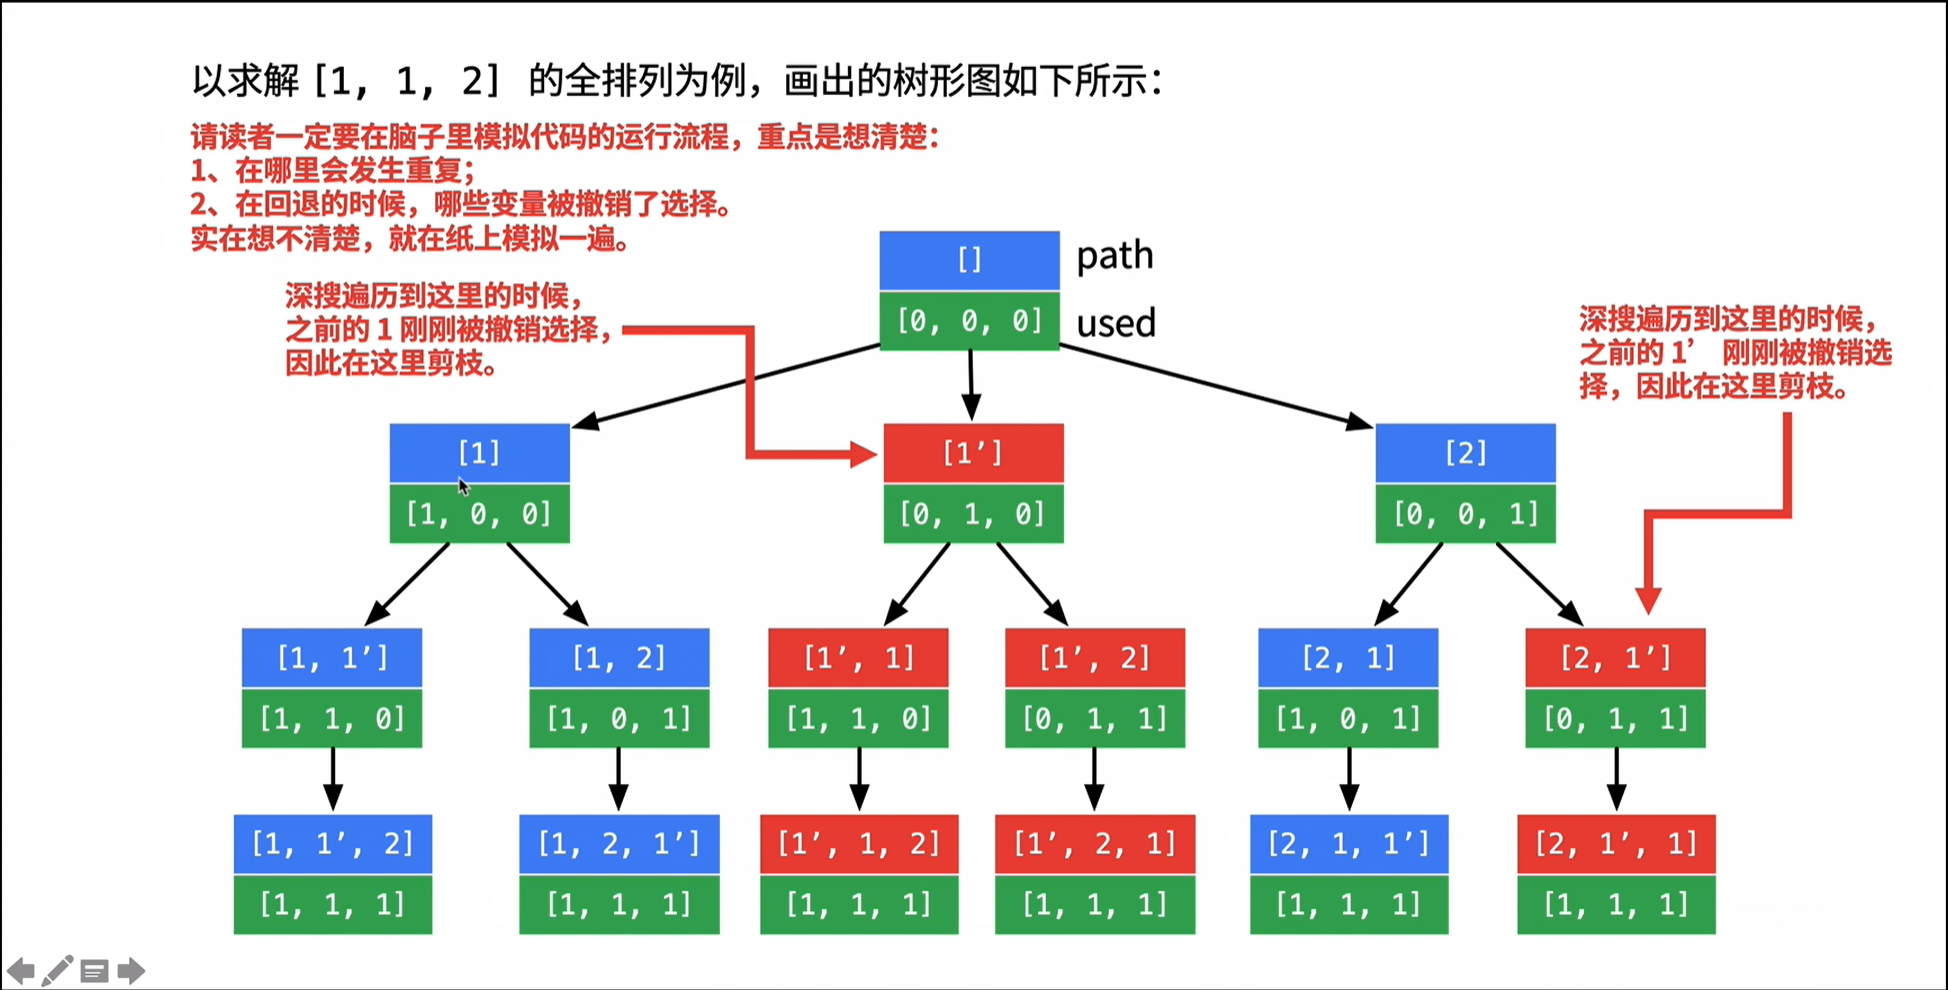 以求解 [1, 1, 2] 的全排列为例，画出的树形图如下所示：
请读者一定要在脑子里模拟代码的运行流程，重点是想清楚：
1、在哪里会发生重复；
2、在回退的时候，哪些变量被撤销了选择。
实在想不清楚，就在纸上模拟一遍。
深搜遍历到这里的时候，
之前的 1 刚刚被撤销选择，
因此在这里剪枝。
[] path
[0, 0, 0] used
深搜遍历到这里的时候，
之前的 1’ 刚刚被撤销选
择，因此在这里剪枝。
[1] [1’] [2]
[1, 0, 0] [0, 1, 0] [0, 0, 1]
[1, 1’] [1, 2] [1’, 1] [1’, 2] [2, 1] [2, 1’]
[1, 1, 0] [1, 0, 1] [1, 1, 0] [0, 1, 1] [1, 0, 1] [0, 1, 1]
[1, 1’, 2] [1, 2, 1’] [1’, 1, 2] [1’, 2, 1] [2, 1, 1’] [2, 1’, 1]
[1, 1, 1] [1, 1, 1] [1, 1, 1] [1, 1, 1] [1, 1, 1] [1, 1, 1]